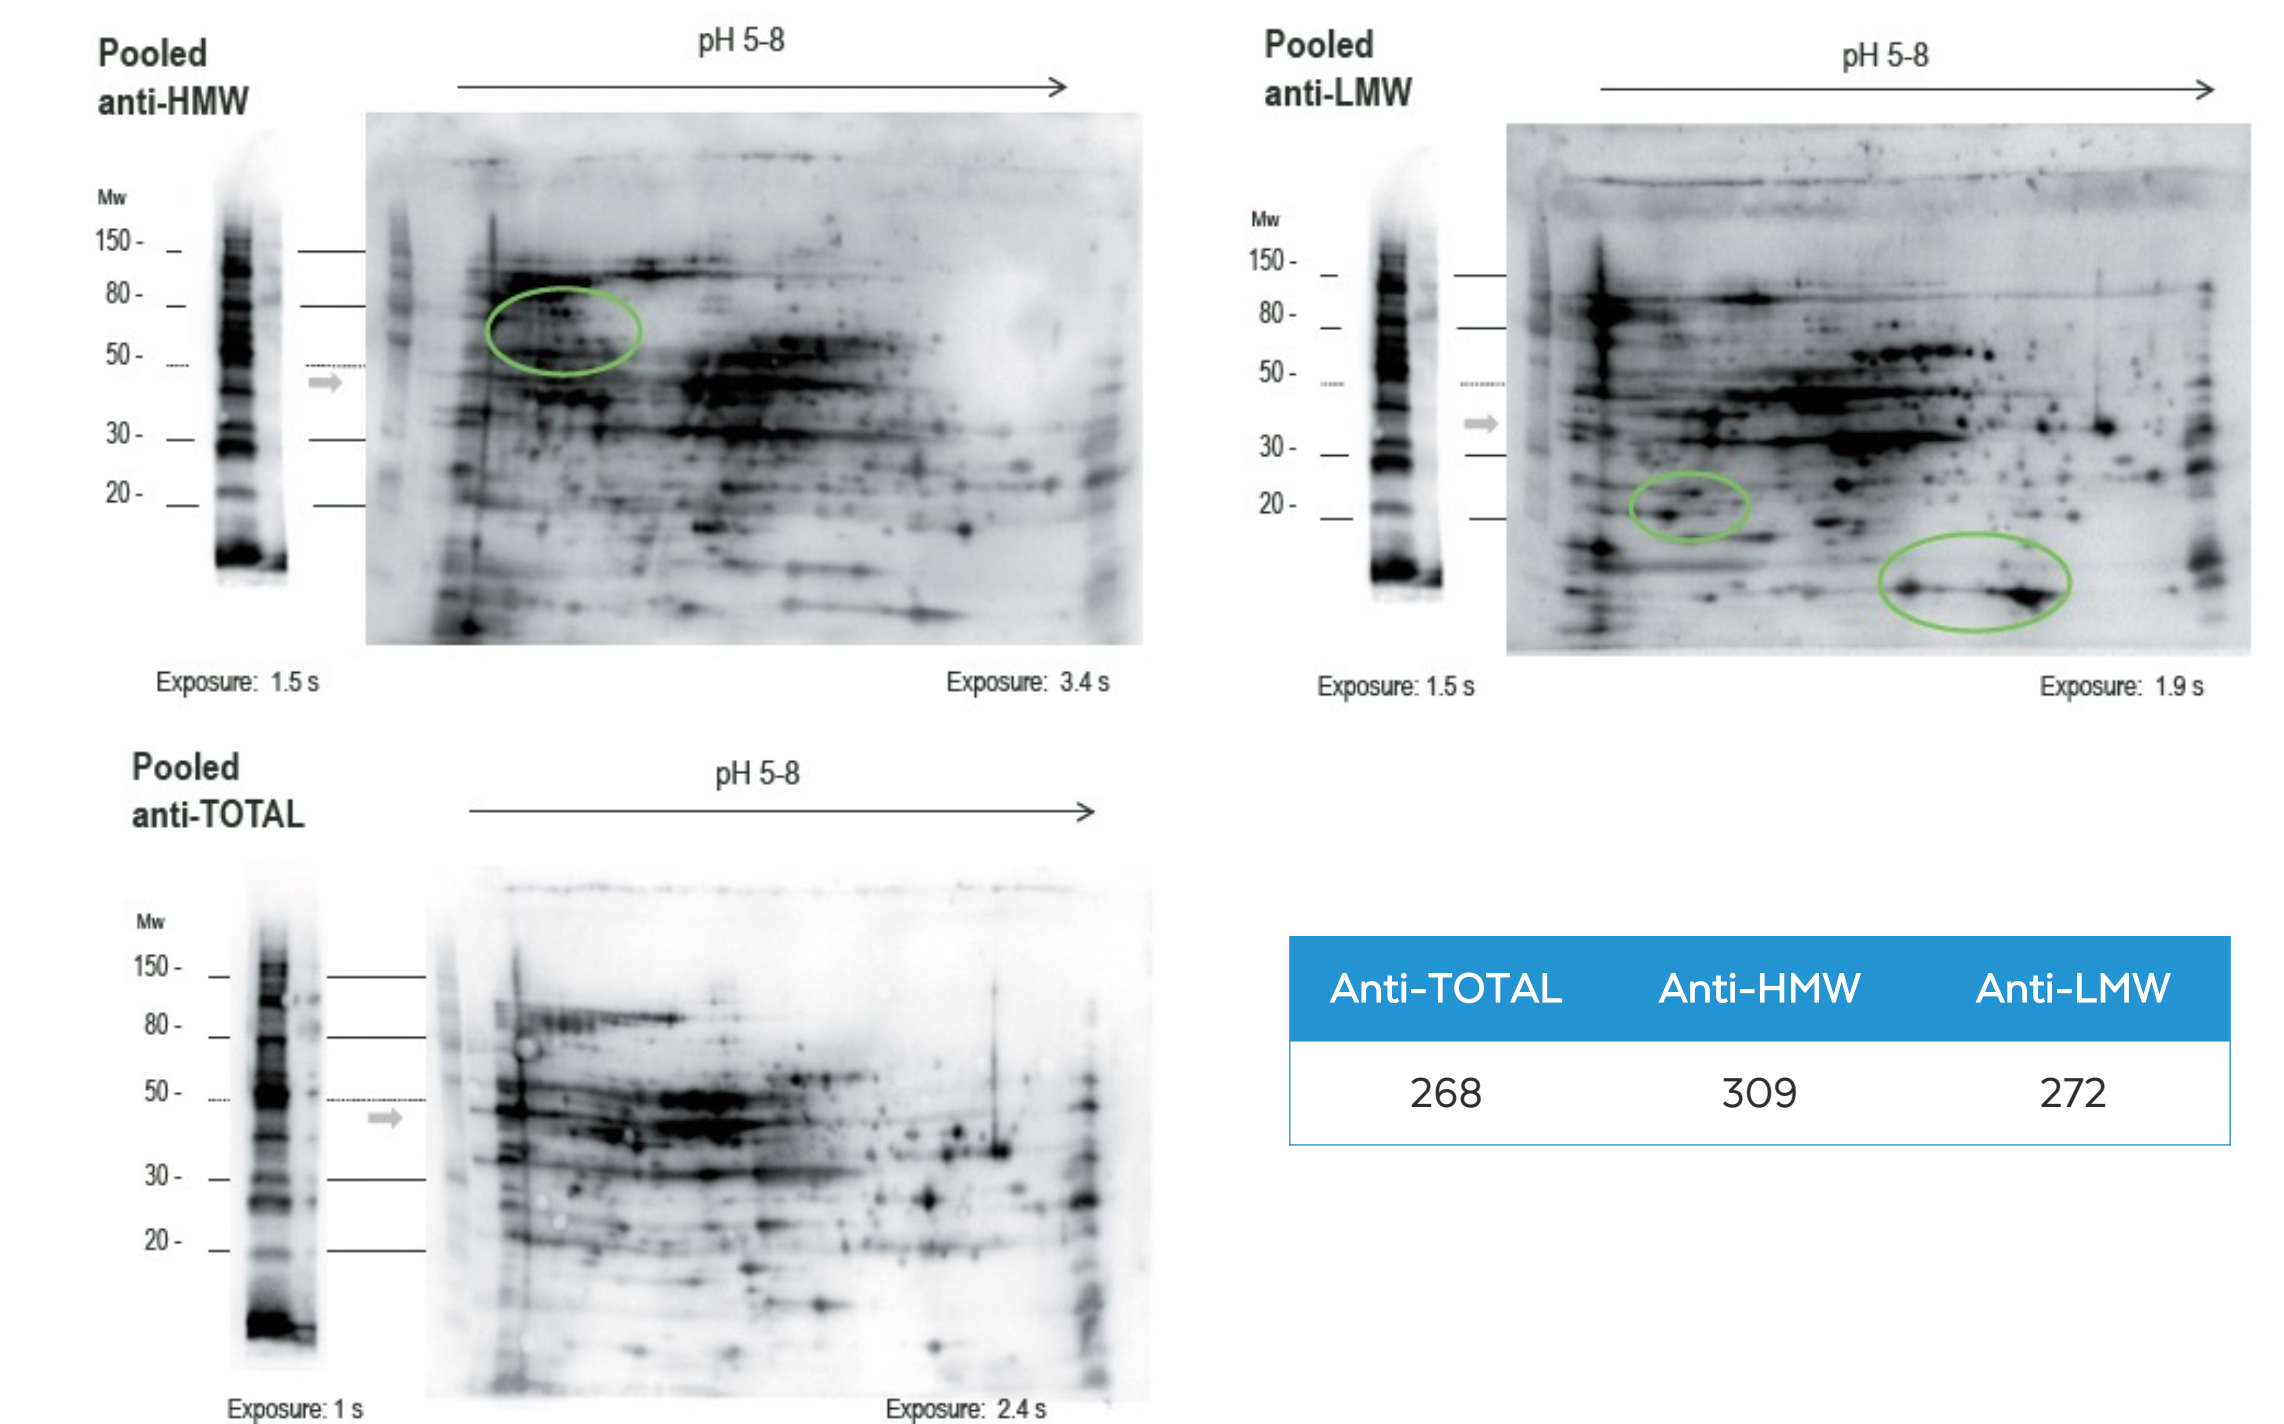 Pooled
anti-HMW
pH 5-8
Mw
150 -
80 -
50 -
30 -
20 -
Exposure: 1.5 s
Exposure: 3.4 s
Pooled
anti-LMW
pH 5-8
Mw
150 -
80 -
50 -
30 -
20 -
Exposure: 1.5 s
Exposure: 1.9 s
Pooled
anti-TOTAL
pH 5-8
Mw
150 -
80 -
50 -
30 -
20 -
Exposure: 1 s
Exposure: 2.4 s
Anti-TOTAL Anti-HMW Anti-LMW
268 309 272